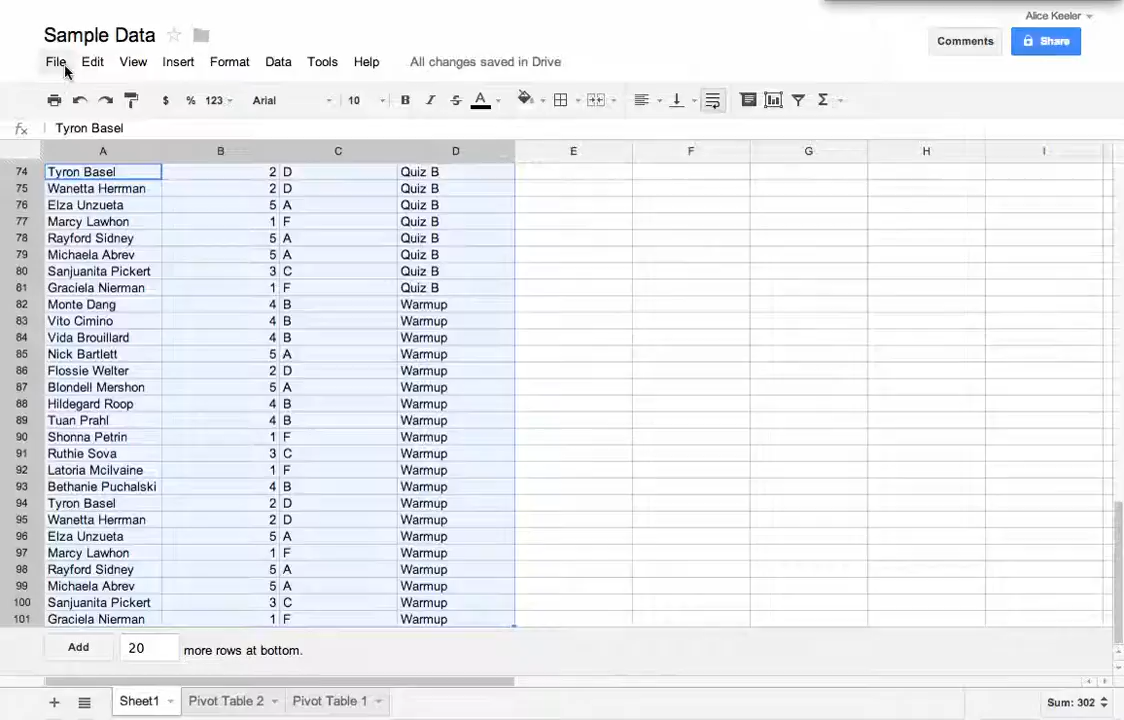 Alice Keeler
Sample Data
Comments
Share
File Edit View Insert Format Data Tools Help All changes saved in Drive
$ % 123 Arial 10 B I S A Σ
fx Tyron Basel
A B C D E F G H I
74 Tyron Basel 2 D Quiz B
75 Wanetta Herrman 2 D Quiz B
76 Elza Unzueta 5 A Quiz B
77 Marcy Lawhon 1 F Quiz B
78 Rayford Sidney 5 A Quiz B
79 Michaela Abrev 5 A Quiz B
80 Sanjuanita Pickert 3 C Quiz B
81 Graciela Nierman 1 F Quiz B
82 Monte Dang 4 B Warmup
83 Vito Cimino 4 B Warmup
84 Vida Brouillard 4 B Warmup
85 Nick Bartlett 5 A Warmup
86 Flossie Welter 2 D Warmup
87 Blondell Mershon 5 A Warmup
88 Hildegard Roop 4 B Warmup
89 Tuan Prahl 4 B Warmup
90 Shonna Petrin 1 F Warmup
91 Ruthie Sova 3 C Warmup
92 Latoria Mcilvaine 1 F Warmup
93 Bethanie Puchalski 4 B Warmup
94 Tyron Basel 2 D Warmup
95 Wanetta Herrman 2 D Warmup
96 Elza Unzueta 5 A Warmup
97 Marcy Lawhon 1 F Warmup
98 Rayford Sidney 5 A Warmup
99 Michaela Abrev 5 A Warmup
100 Sanjuanita Pickert 3 C Warmup
101 Graciela Nierman 1 F Warmup
Add 20 more rows at bottom.
+ Sheet1 Pivot Table 2 Pivot Table 1 Sum: 302